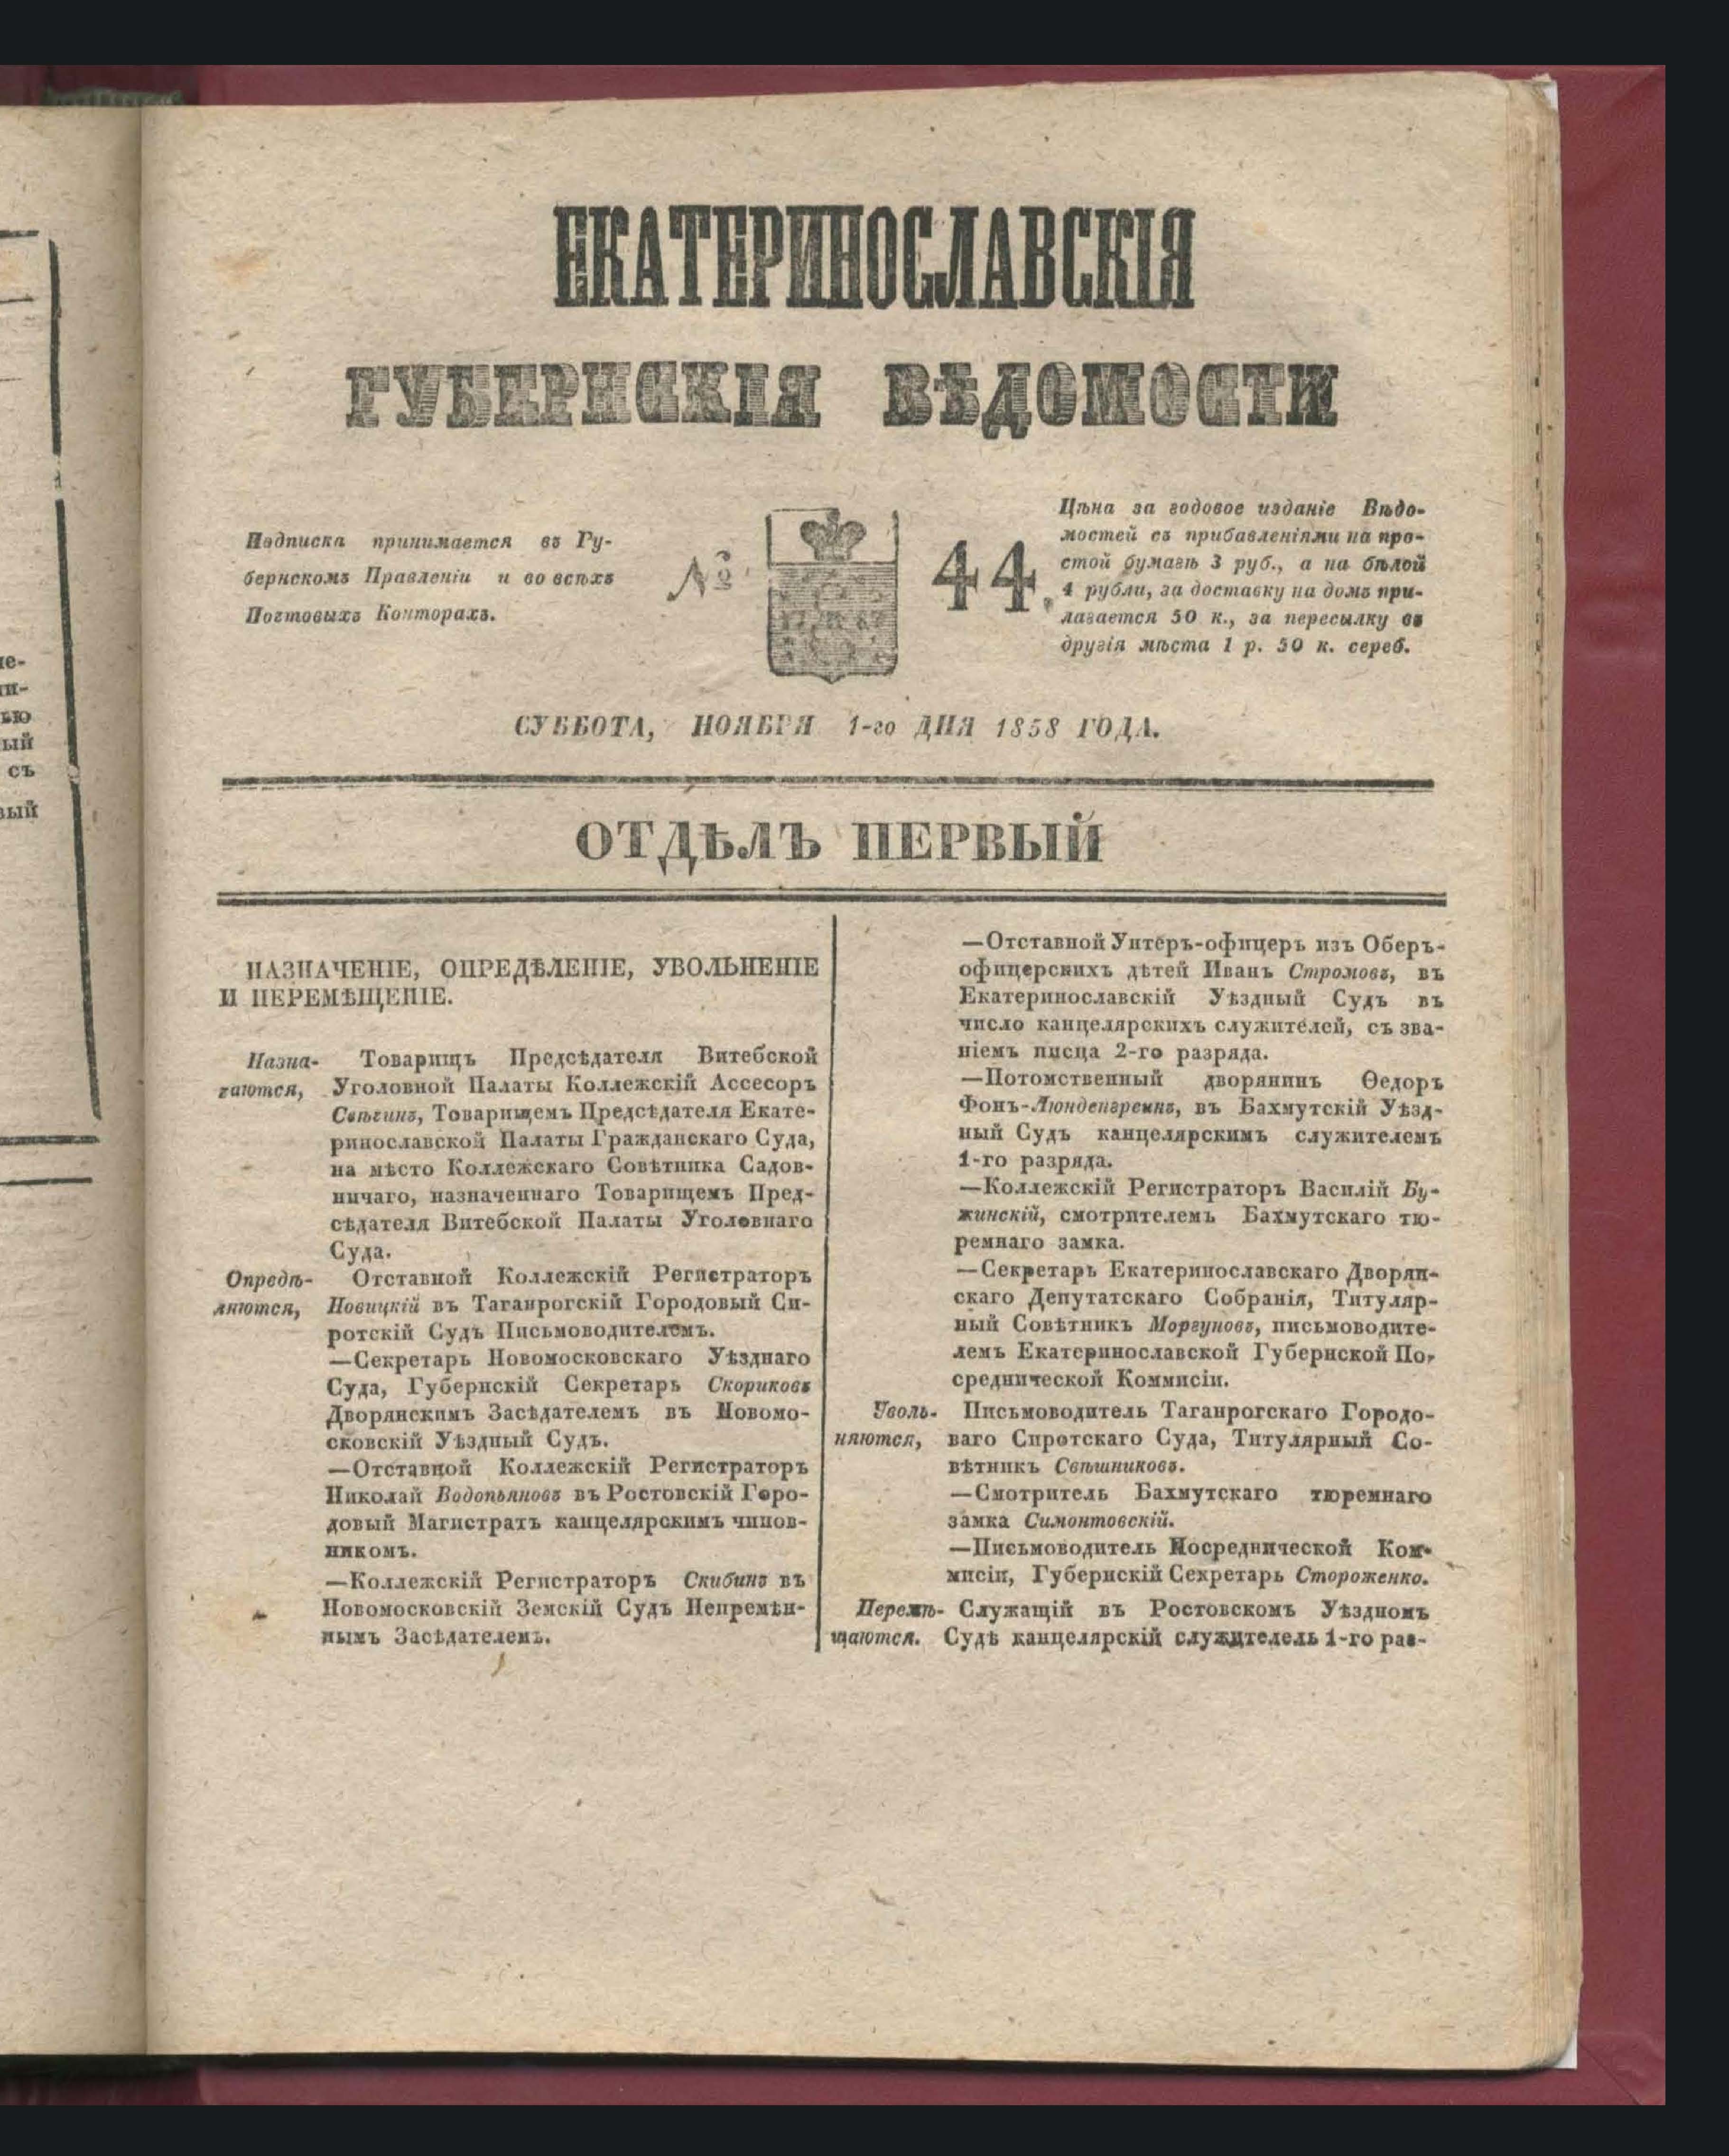 ЕКАТЕРИНОСЛАВСКІЯ
ГУБЕРНСКІЯ ВѢДОМОСТИ
Подписка принимается въ Гу-
бернскомъ Правленіи и во всѣхъ
Почтовыхъ Конторахъ.
№ 44.
Цѣна за годовое изданіе Вѣдо-
мостей съ прибавленіями на про-
стой бумагѣ 3 руб., а на бѣлой
4 рубли, за доставку на домъ при-
лагается 50 к., за пересылку въ
другія мѣста 1 р. 50 к. сереб.
СУББОТА, НОЯБРЯ 1-го ДНЯ 1858 ГОДА.
ОТДѢЛЪ ПЕРВЫЙ
НАЗНАЧЕНІЕ, ОПРЕДѢЛЕНІЕ, УВОЛЬНЕНІЕ
И ПЕРЕМѢЩЕНІЕ.
Назна- Товарищъ Предсѣдателя Витебской
чаются, Уголовной Палаты Коллежскій Ассесоръ
Свѣчинъ, Товарищемъ Предсѣдателя Екате-
ринославской Палаты Гражданскаго Суда,
на мѣсто Коллежскаго Совѣтника Садов-
ничаго, назначеннаго Товарищемъ Пред-
сѣдателя Витебской Палаты Уголовнаго
Суда.
Опредѣ- Отставной Коллежскій Регистраторъ
ляются, Новицкій въ Таганрогскій Городовый Си-
ротскій Судъ Письмоводителемъ.
—Секретарь Новомосковскаго Уѣзднаго
Суда, Губернскій Секретарь Скориковъ
Дворянскимъ Засѣдателемъ въ Новомо-
сковскій Уѣздный Судъ.
—Отставной Коллежскій Регистраторъ
Николай Водопьяновъ въ Ростовскій Горо-
довый Магистратъ канцелярскимъ чинов-
никомъ.
—Коллежскій Регистраторъ Скибинъ въ
Новомосковскій Земскій Судъ Непремѣн-
нымъ Засѣдателемъ.
—Отставной Унтеръ-офицеръ изъ Оберъ-
офицерскихъ дѣтей Иванъ Стромовъ, въ
Екатеринославскій Уѣздный Судъ въ
число канцелярскихъ служителей, съ зва-
ніемъ писца 2-го разряда.
—Потомственный дворянинъ Ѳедоръ
Фонъ-Люнденгреинъ, въ Бахмутскій Уѣзд-
ный Судъ канцелярскимъ служителемъ
1-го разряда.
—Коллежскій Регистраторъ Василій Бу-
жинскій, смотрителемъ Бахмутскаго тю-
ремнаго замка.
—Секретарь Екатеринославскаго Дворян-
скаго Депутатскаго Собранія, Титуляр-
ный Совѣтникъ Моргуновъ, письмоводите-
лемъ Екатеринославской Губернской По-
среднической Коммисіи.
Уволь- Письмоводитель Таганрогскаго Городо-
няются, ваго Сиротскаго Суда, Титулярный Со-
вѣтникъ Свѣшниковъ.
—Смотритель Бахмутскаго тюремнаго
замка Симонтовскій.
—Письмоводитель Посреднической Ком-
мисіи, Губернскій Секретарь Стороженко.
Перемѣ- Служащій въ Ростовскомъ Уѣздномъ
щаются. Судѣ канцелярскій служителель 1-го раз-